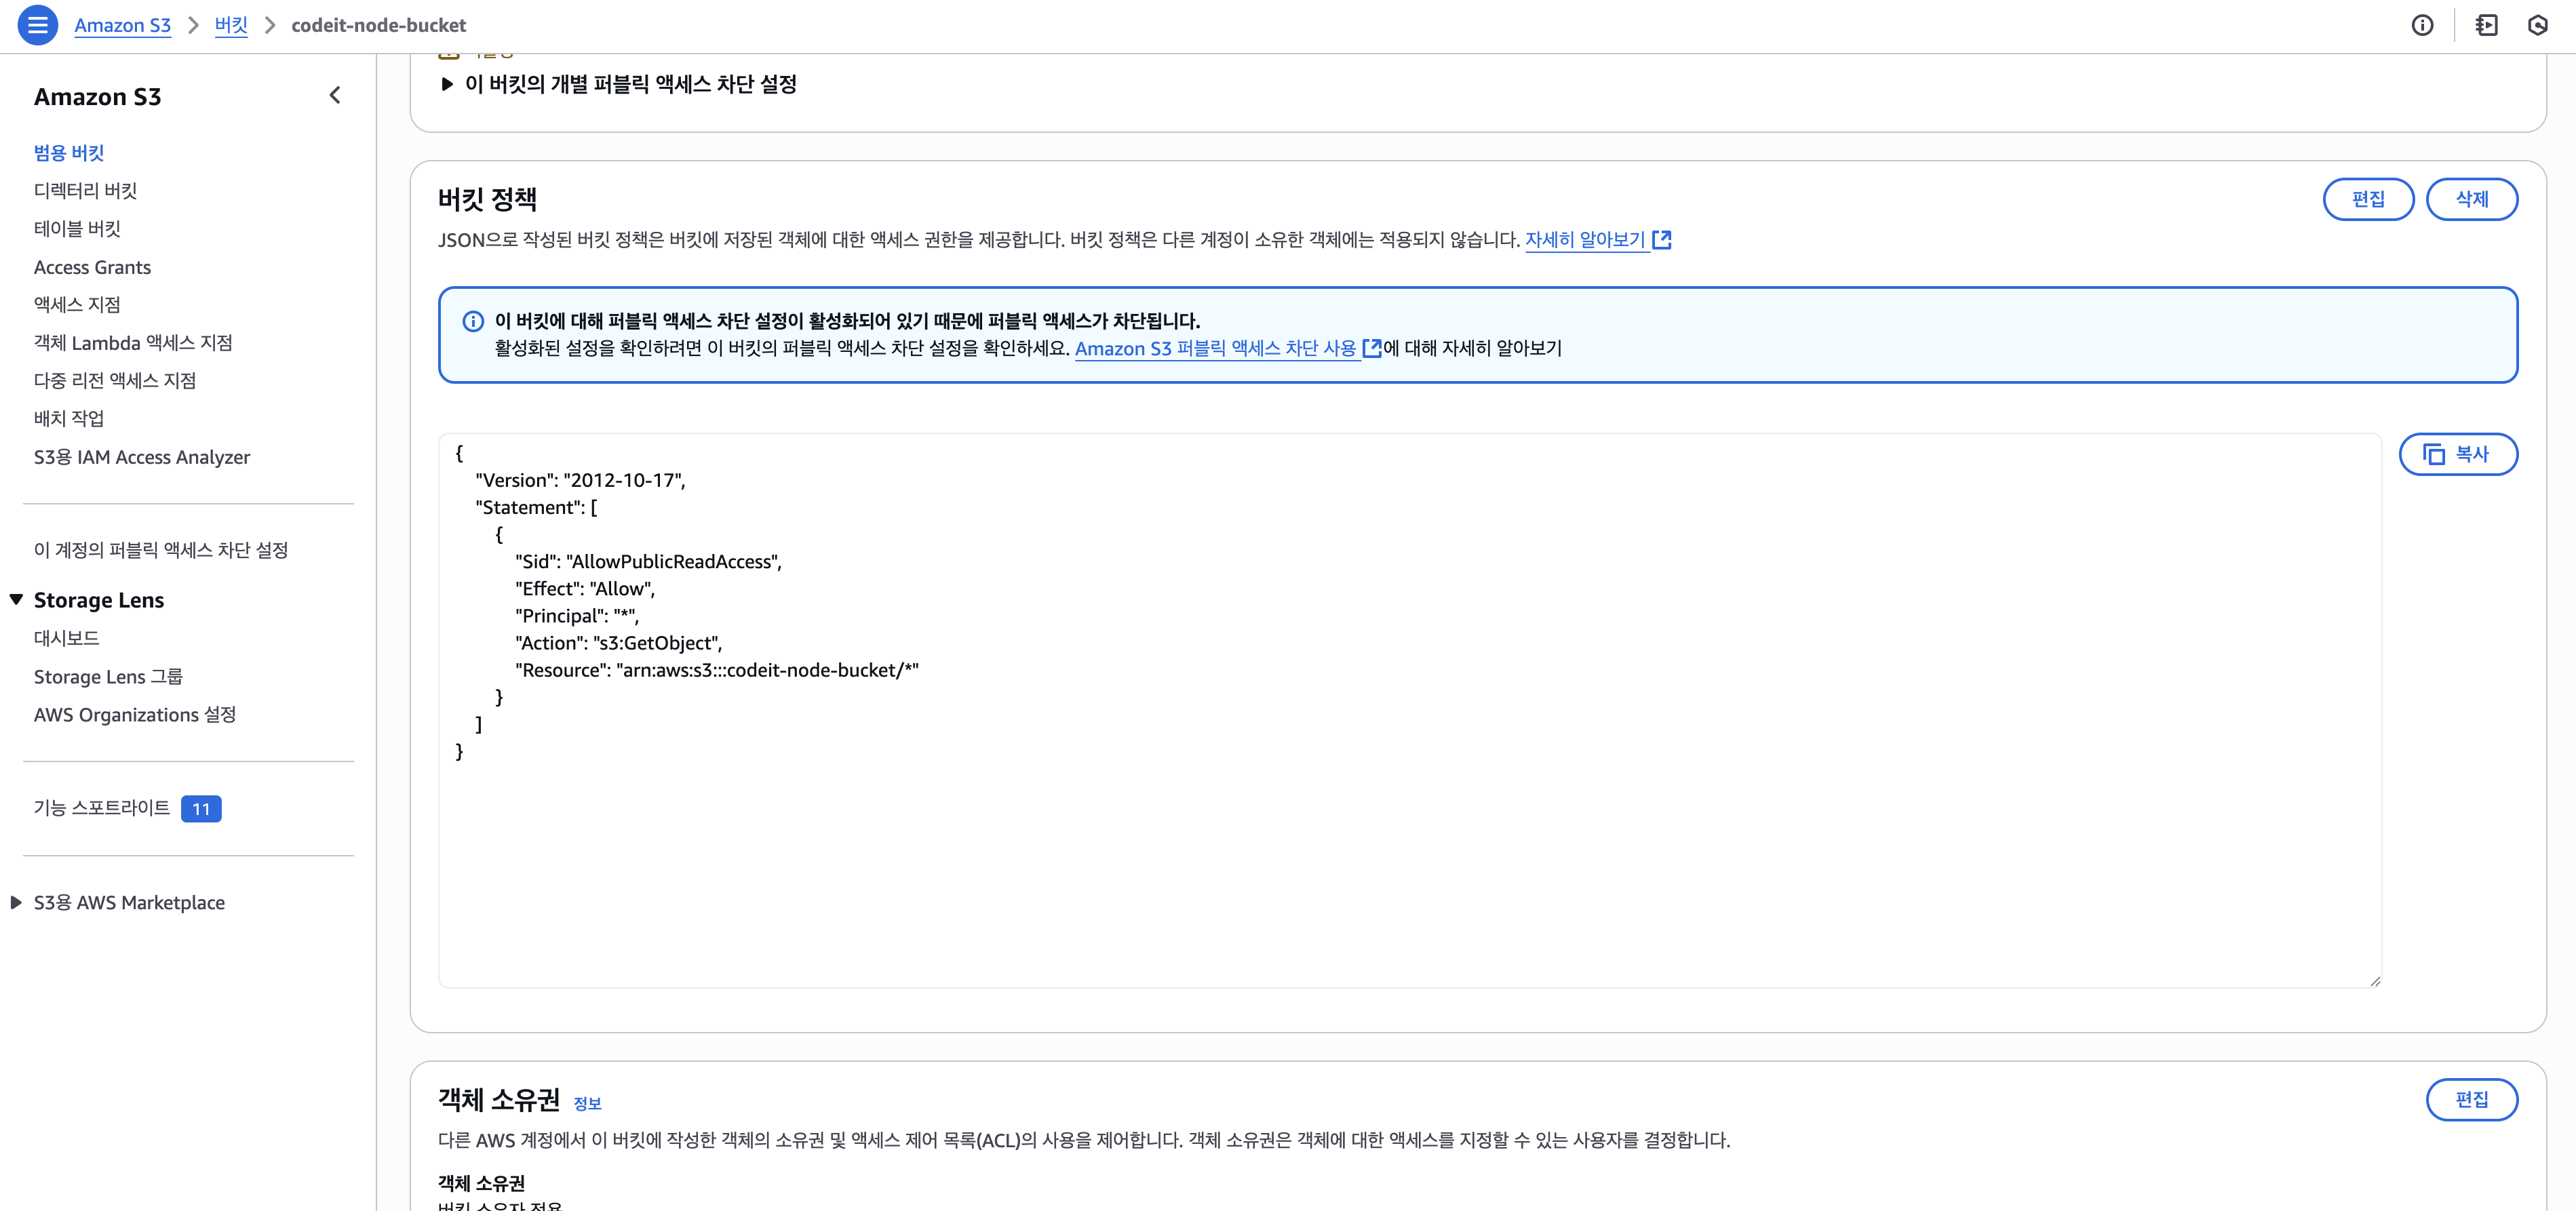 Amazon S3 > 버킷 > codeit-node-bucket
Amazon S3
범용 버킷
디렉터리 버킷
테이블 버킷
Access Grants
액세스 지점
객체 Lambda 액세스 지점
다중 리전 액세스 지점
배치 작업
S3용 IAM Access Analyzer
이 계정의 퍼블릭 액세스 차단 설정
Storage Lens
대시보드
Storage Lens 그룹
AWS Organizations 설정
기능 스포트라이트 11
S3용 AWS Marketplace
이 버킷의 개별 퍼블릭 액세스 차단 설정
버킷 정책
편집
삭제
JSON으로 작성된 버킷 정책은 버킷에 저장된 객체에 대한 액세스 권한을 제공합니다. 버킷 정책은 다른 계정이 소유한 객체에는 적용되지 않습니다. 자세히 알아보기
이 버킷에 대해 퍼블릭 액세스 차단 설정이 활성화되어 있기 때문에 퍼블릭 액세스가 차단됩니다.
활성화된 설정을 확인하려면 이 버킷의 퍼블릭 액세스 차단 설정을 확인하세요. Amazon S3 퍼블릭 액세스 차단 사용에 대해 자세히 알아보기
복사
{
"Version": "2012-10-17",
"Statement": [
{
"Sid": "AllowPublicReadAccess",
"Effect": "Allow",
"Principal": "*",
"Action": "s3:GetObject",
"Resource": "arn:aws:s3:::codeit-node-bucket/*"
}
]
}
객체 소유권 정보
편집
다른 AWS 계정에서 이 버킷에 작성한 객체의 소유권 및 액세스 제어 목록(ACL)의 사용을 제어합니다. 객체 소유권은 객체에 대한 액세스를 지정할 수 있는 사용자를 결정합니다.
객체 소유권
버킷 소유자 적용